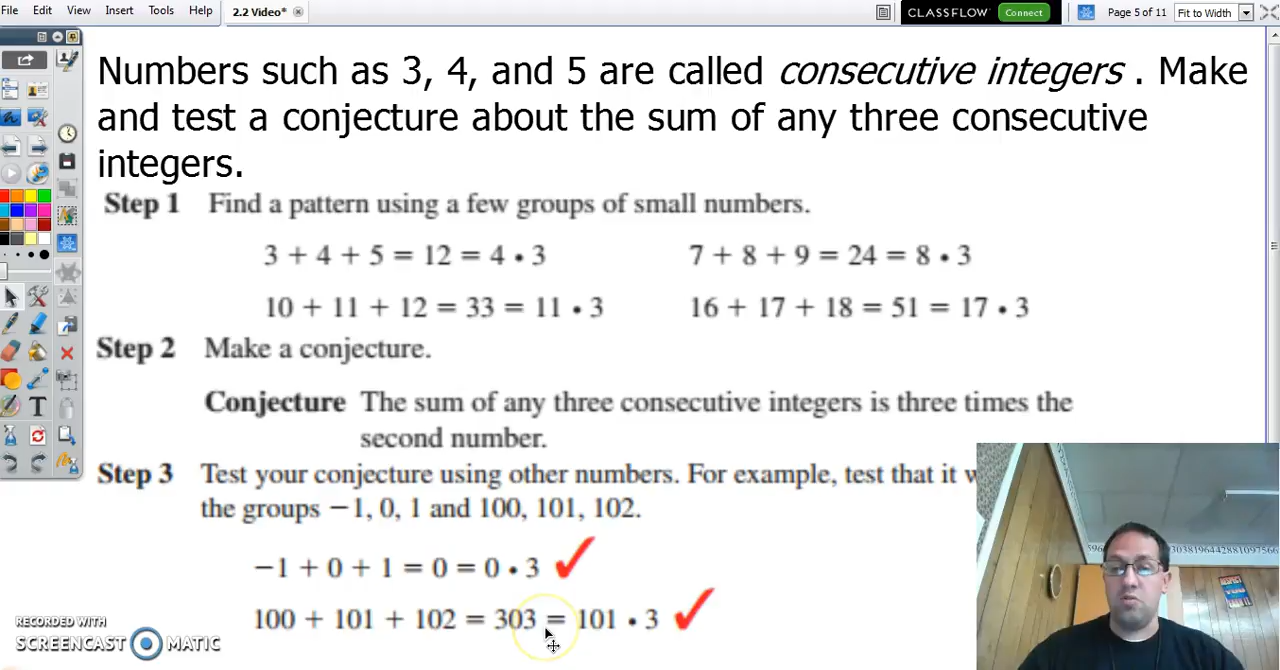 File Edit View Insert Tools Help 2.2 Video* CLASSFLOW Connect Page 5 of 11 Fit to Width
Numbers such as 3, 4, and 5 are called consecutive integers . Make
and test a conjecture about the sum of any three consecutive
integers.
Step 1 Find a pattern using a few groups of small numbers.
3 + 4 + 5 = 12 = 4 • 3 7 + 8 + 9 = 24 = 8 • 3
10 + 11 + 12 = 33 = 11 • 3 16 + 17 + 18 = 51 = 17 • 3
Step 2 Make a conjecture.
Conjecture The sum of any three consecutive integers is three times the
second number.
Step 3 Test your conjecture using other numbers. For example, test that it w
the groups −1, 0, 1 and 100, 101, 102.
−1 + 0 + 1 = 0 = 0 • 3
100 + 101 + 102 = 303 = 101 • 3
RECORDED WITH
SCREENCAST MATIC